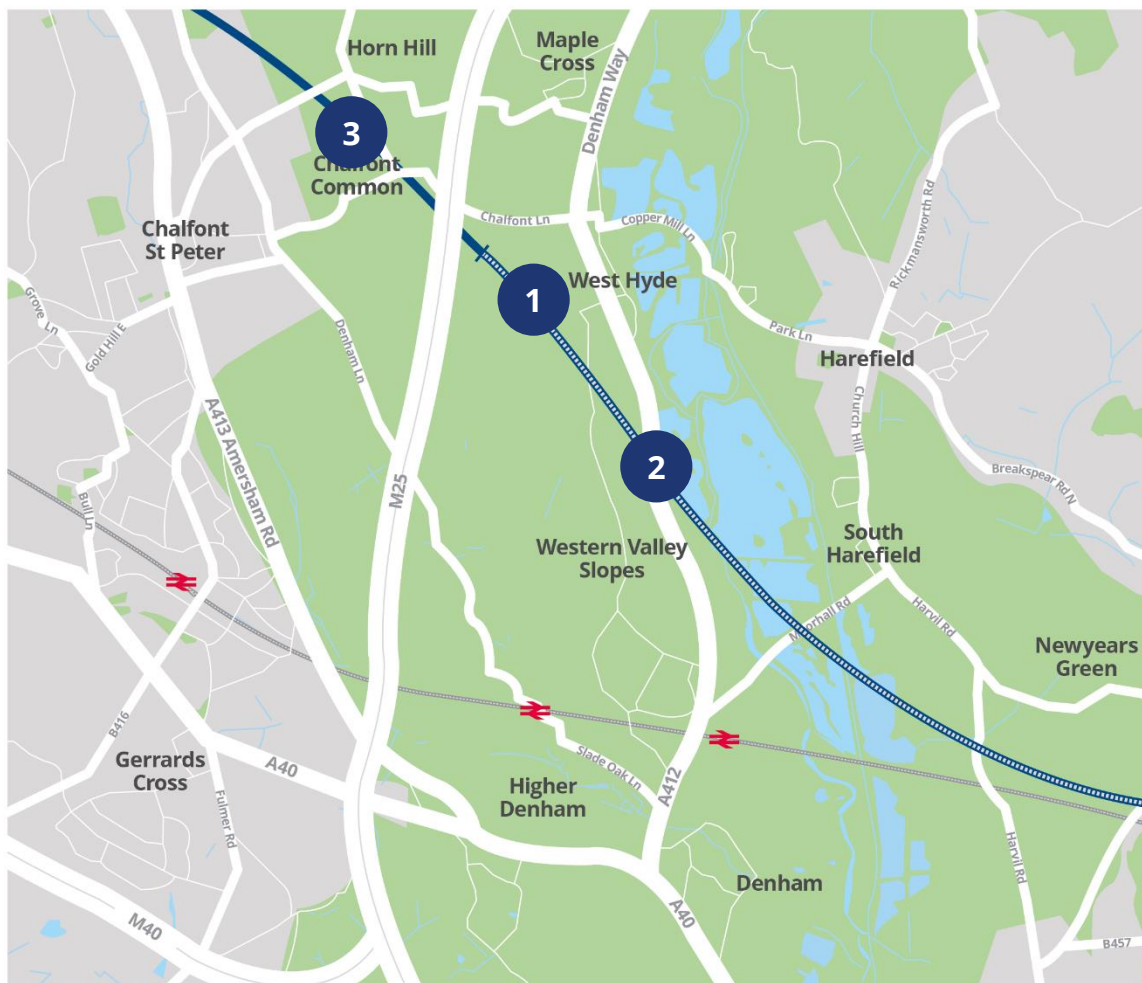 Horn Hill
Maple
Cross
Denham Way
3
Chalfont
Common
Rickmansworth Rd
Chalfont Ln
Copper Mill Ln
Chalfont
St Peter
West Hyde
1
Grove Ln
Gold Hill E
Denham Ln
Park Ln
Harefield
A413 Amersham Rd
Church Hill
M25
2
Breakspear Rd N
Bull Ln
Western Valley
Slopes
South
Harefield
Moorhall Rd
Harvil Rd
Newyears
Green
B416
Gerrards
Cross
A40
Slade Oak Ln
A412
Higher
Denham
Fulmer Rd
Harvil Rd
Denham
A40
M40
B457